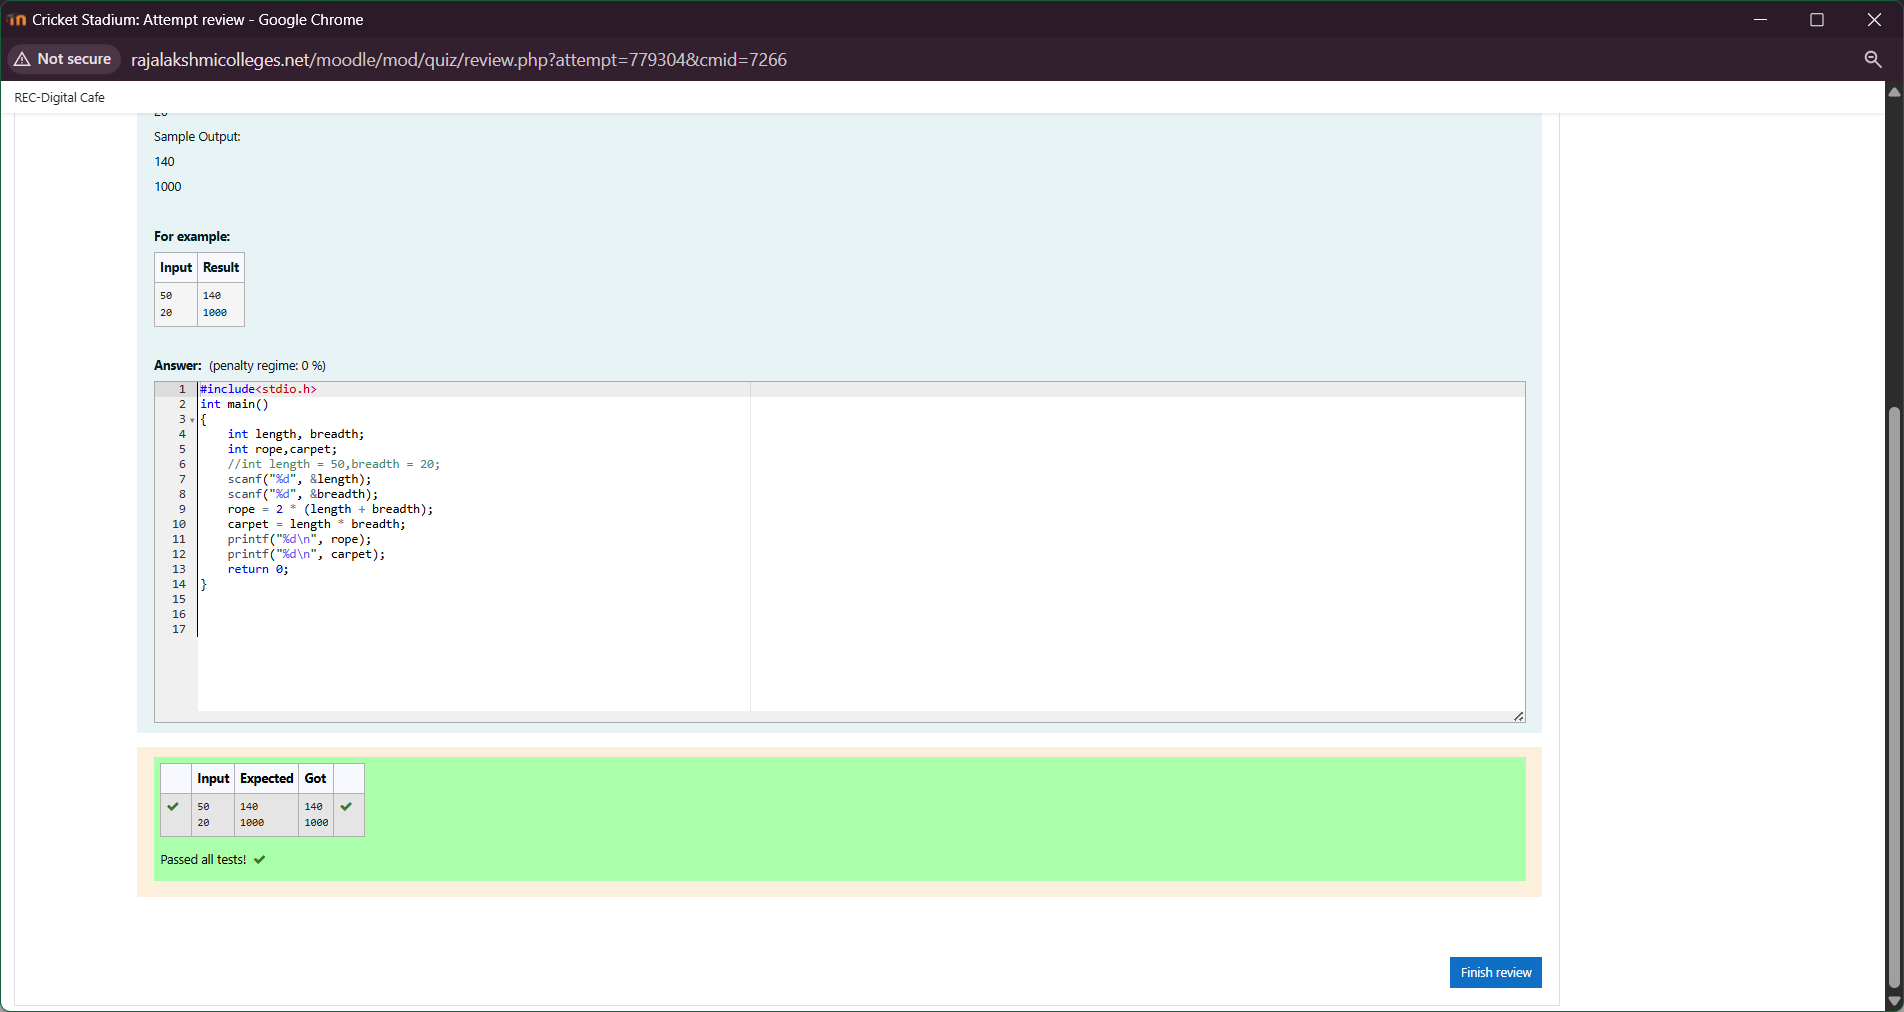 Cricket Stadium: Attempt review - Google Chrome
Not secure
rajalakshmicolleges.net/moodle/mod/quiz/review.php?attempt=779304&cmid=7266
REC-Digital Cafe
20
Sample Output:
140
1000
For example:
Input Result
50 140
20 1000
Answer: (penalty regime: 0 %)
1 #include<stdio.h>
2 int main()
3 {
4     int length, breadth;
5     int rope,carpet;
6     //int length = 50,breadth = 20;
7     scanf("%d", &length);
8     scanf("%d", &breadth);
9     rope = 2 * (length + breadth);
10     carpet = length * breadth;
11     printf("%d\n", rope);
12     printf("%d\n", carpet);
13     return 0;
14 }
15
16
17
Input Expected Got
50 140 140
20 1000 1000
Passed all tests!
Finish review